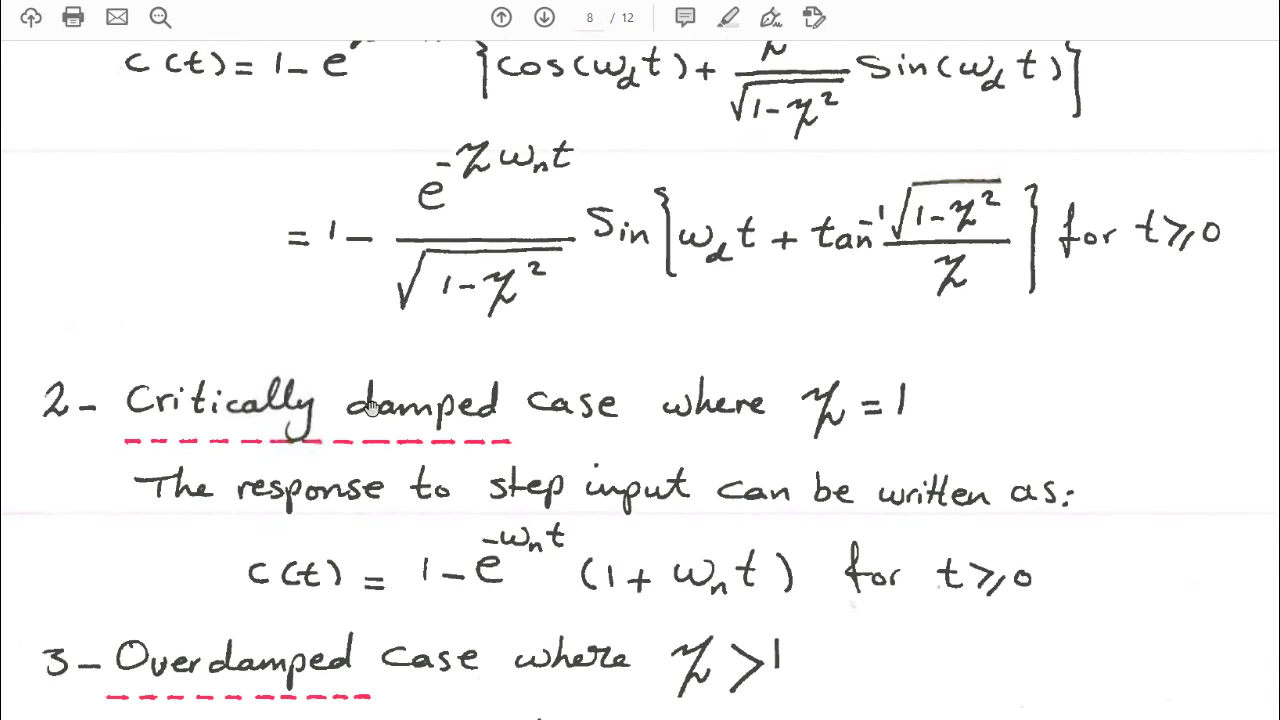 8 / 12
c(t) = 1 - e {cos(ω_d t) + ζ/√(1-ζ²) Sin(ω_d t)}
= 1 - e^(-ζω_n t)/√(1-ζ²) Sin{ω_d t + tan⁻¹ √(1-ζ²)/ζ} for t ≥ 0
2 - Critically damped case where ζ = 1
The response to step input can be written as:
c(t) = 1 - e^(-ω_n t) (1 + ω_n t) for t ≥ 0
3 - Overdamped case where ζ > 1